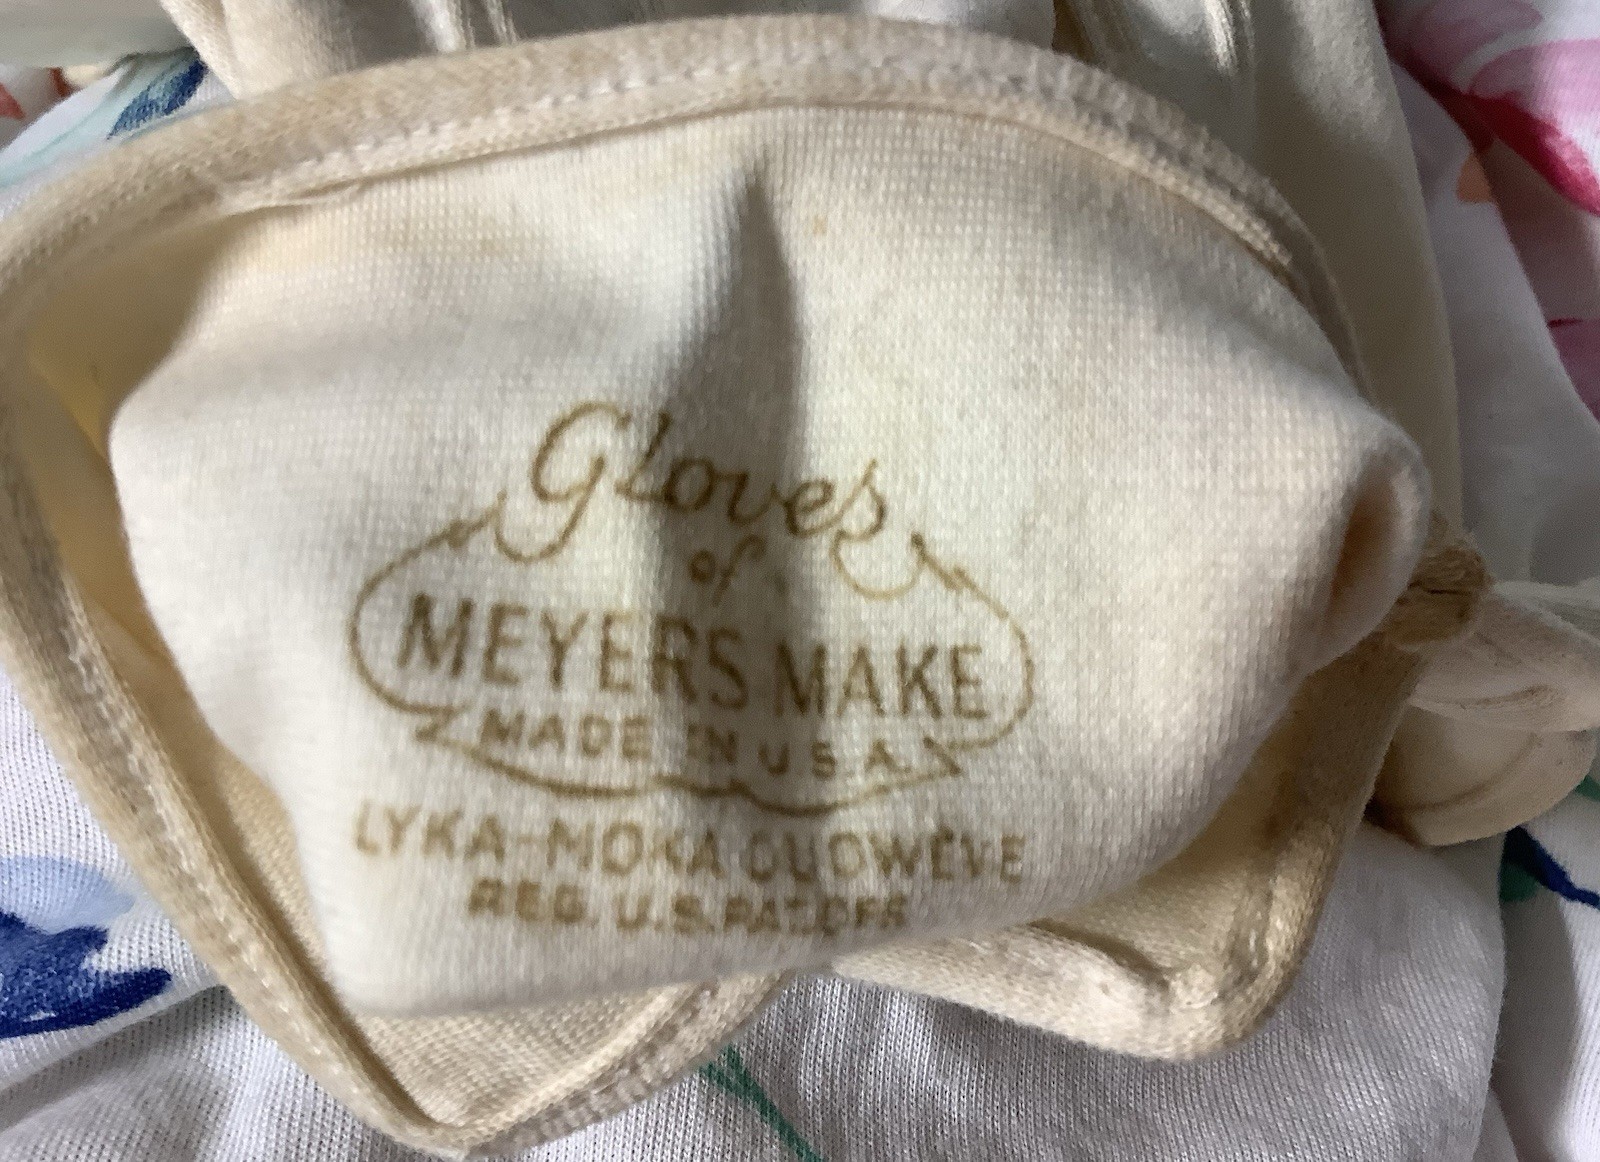 Gloves
of
MEYERS MAKE
MADE IN U.S.A.
LYKA-MOKA GLOWEVE
REG. U.S. PAT. OFF.